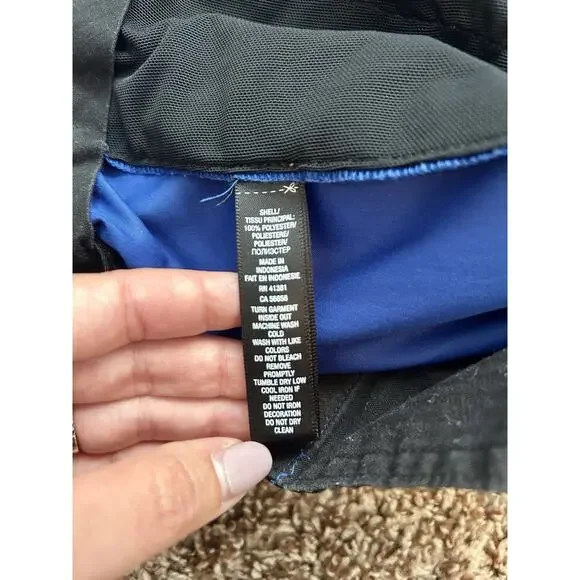 SHELL/
TISSU PRINCIPAL:
100% POLYESTER/
POLIESTERE/
POLIESTER/
ПОЛИЭСТЕР
MADE IN
INDONESIA
FAIT EN INDONESIE
RN 41381
CA 56658
TURN GARMENT
INSIDE OUT
MACHINE WASH
COLD
WASH WITH LIKE
COLORS
DO NOT BLEACH
REMOVE
PROMPTLY
TUMBLE DRY LOW
COOL IRON IF
NEEDED
DO NOT IRON
DECORATION
DO NOT DRY
CLEAN